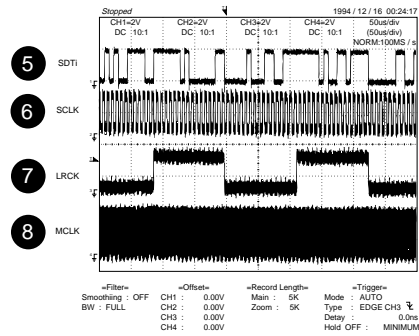 Stopped 1994 / 12 / 16 00:24:17
CH1=2V CH2=2V CH3=2V CH4=2V 50us/div
DC 10:1 DC 10:1 DC 10:1 DC 10:1 (50us/div)
NORM:100MS / s
5 SDTi
6 SCLK
7 LRCK
8 MCLK
=Filter= =Offset= =Record Length= =Trigger=
Smoothiing : OFF CH1 : 0.00V Main : 5K Mode : AUTO
BW : FULL CH2 : 0.00V Zoom : 5K Type : EDGE CH3
CH3 : 0.00V Delay : 0.0ns
CH4 : 0.00V Hold OFF : MINIMUM